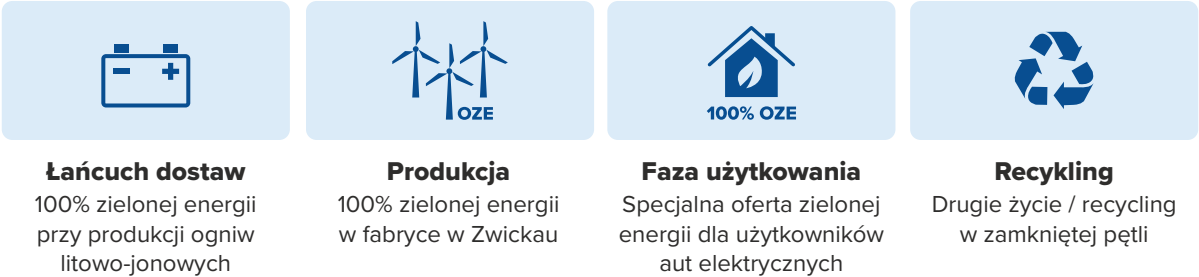 OZE
100% OZE
Łańcuch dostaw
100% zielonej energii
przy produkcji ogniw
litowo-jonowych
Produkcja
100% zielonej energii
w fabryce w Zwickau
Faza użytkowania
Specjalna oferta zielonej
energii dla użytkowników
aut elektrycznych
Recykling
Drugie życie / recycling
w zamkniętej pętli